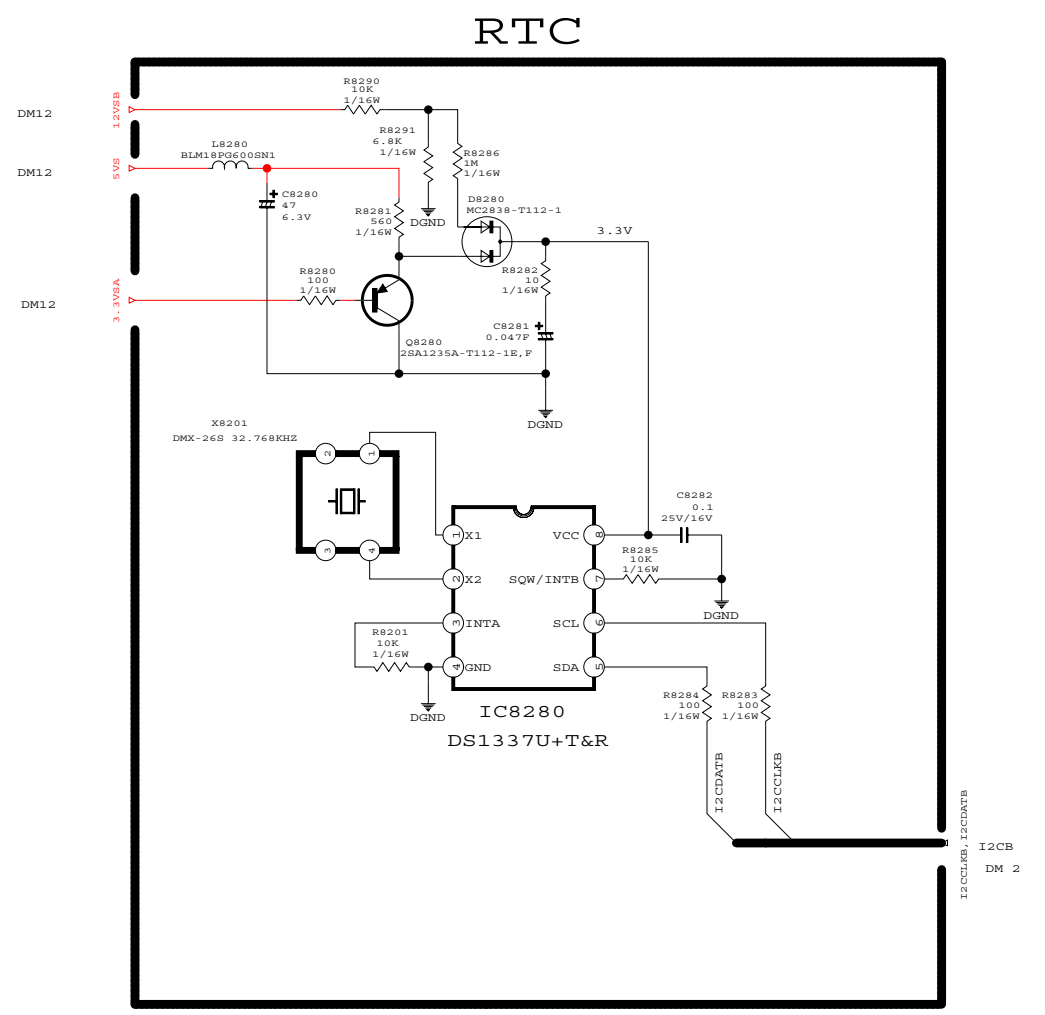 RTC
R8290
10K
1/16W
12VSB
DM12
R8291
6.8K
1/16W
R8286
1M
1/16W
L8280
BLM18PG600SN1
5VS
DM12
C8280
47
6.3V
DGND
D8280
MC2838-T112-1
R8281
560
1/16W
3.3V
R8282
10
1/16W
R8280
100
1/16W
3.3VSA
DM12
C8281
0.047F
Q8280
2SA1235A-T112-1E,F
DGND
X8201
DMX-26S 32.768KHZ
2
1
3
4
C8282
0.1
25V/16V
1
X1
VCC
8
R8285
10K
1/16W
2
X2
SQW/INTB
7
DGND
3
INTA
SCL
6
R8201
10K
1/16W
4
GND
SDA
5
DGND
R8284
100
1/16W
R8283
100
1/16W
IC8280
DS1337U+T&R
I2CDATB
I2CCLKB
I2CCLKB,I2CDATB
I2CB
DM 2